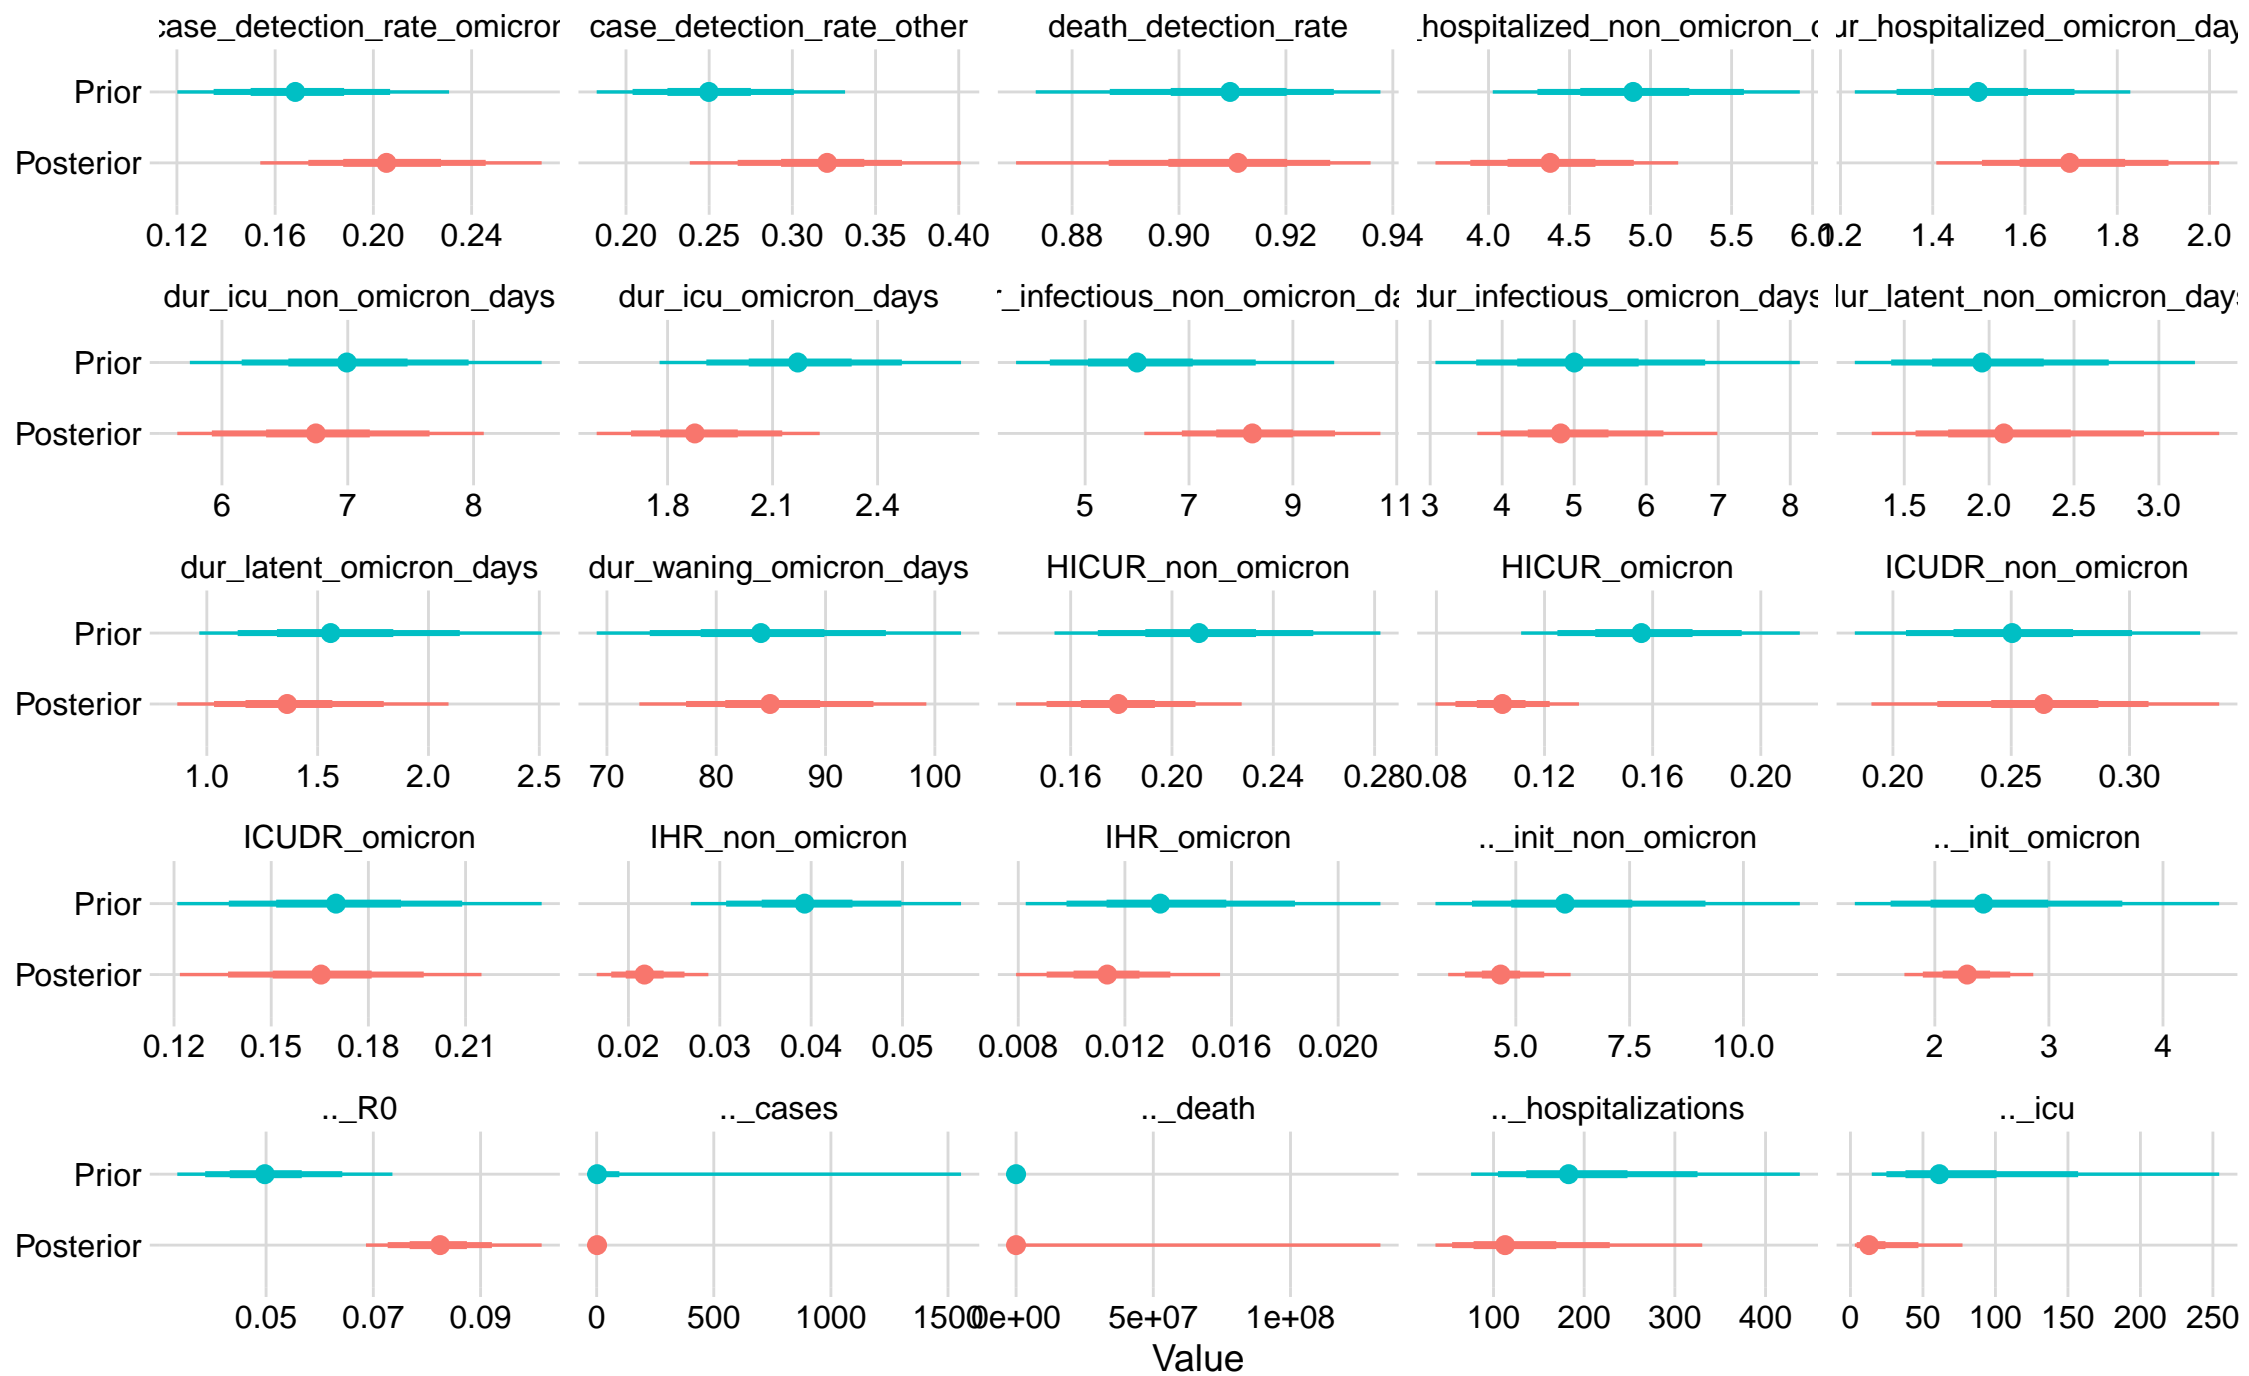 case_detection_rate_omicron case_detection_rate_other death_detection_rate _hospitalized_non_omicron_d ur_hospitalized_omicron_day
Prior
Posterior
0.12 0.16 0.20 0.24 0.20 0.25 0.30 0.35 0.40 0.88 0.90 0.92 0.94 4.0 4.5 5.0 5.5 6.0 1.2 1.4 1.6 1.8 2.0
dur_icu_non_omicron_days dur_icu_omicron_days r_infectious_non_omicron_da dur_infectious_omicron_days dur_latent_non_omicron_days
Prior
Posterior
6 7 8 1.8 2.1 2.4 5 7 9 11 3 4 5 6 7 8 1.5 2.0 2.5 3.0
dur_latent_omicron_days dur_waning_omicron_days HICUR_non_omicron HICUR_omicron ICUDR_non_omicron
Prior
Posterior
1.0 1.5 2.0 2.5 70 80 90 100 0.16 0.20 0.24 0.28 0.08 0.12 0.16 0.20 0.20 0.25 0.30
ICUDR_omicron IHR_non_omicron IHR_omicron .._init_non_omicron .._init_omicron
Prior
Posterior
0.12 0.15 0.18 0.21 0.02 0.03 0.04 0.05 0.008 0.012 0.016 0.020 5.0 7.5 10.0 2 3 4
.._R0 .._cases .._death .._hospitalizations .._icu
Prior
Posterior
0.05 0.07 0.09 0 500 1000 1500 0e+00 5e+07 1e+08 100 200 300 400 0 50 100 150 200 250
Value